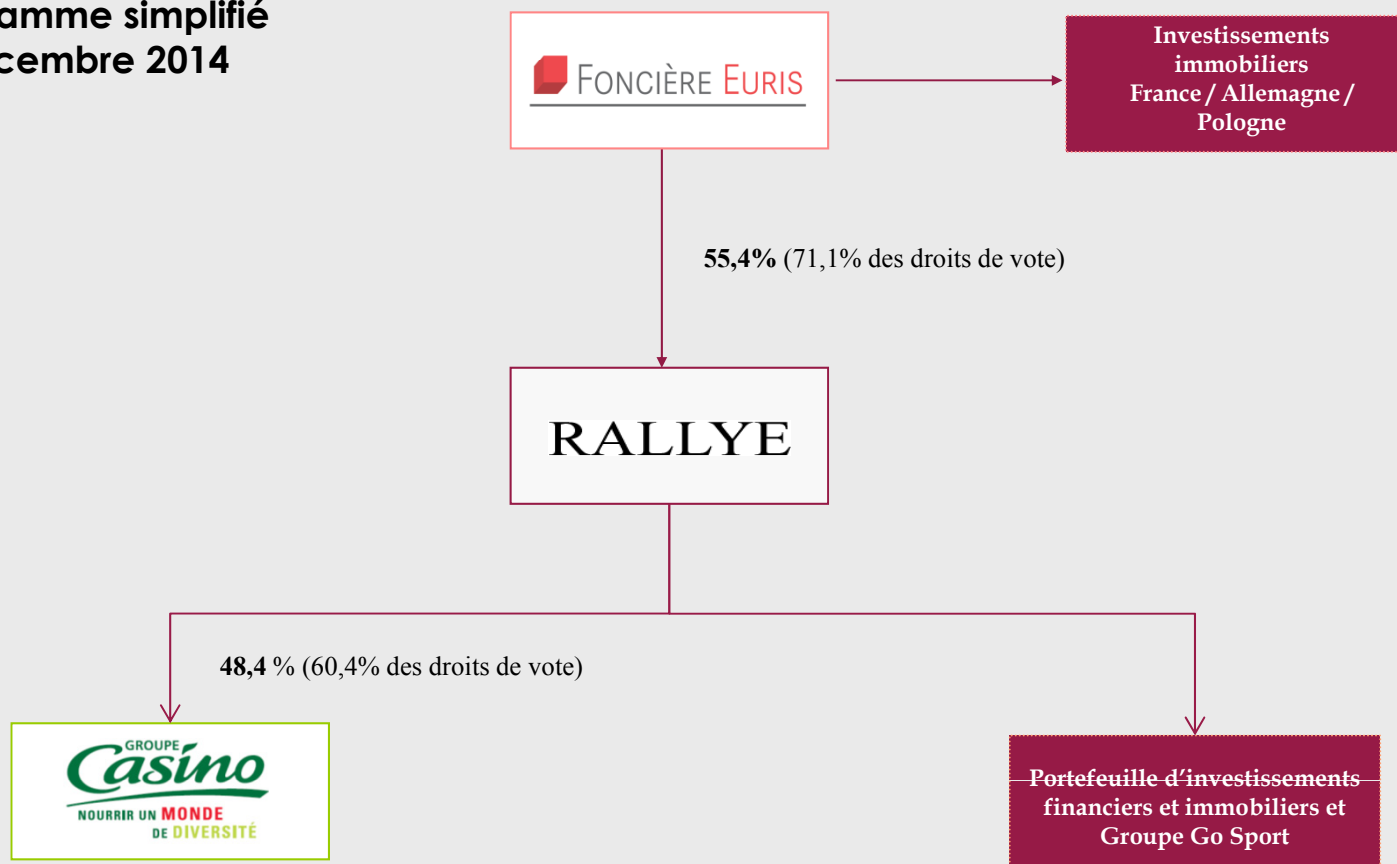 amme simplifié
cembre 2014
FONCIÈRE EURIS
Investissements
immobiliers
France / Allemagne /
Pologne
55,4% (71,1% des droits de vote)
RALLYE
48,4 % (60,4% des droits de vote)
GROUPE
Casino
NOURRIR UN MONDE
DE DIVERSITÉ
Portefeuille d’investissements
financiers et immobiliers et
Groupe Go Sport